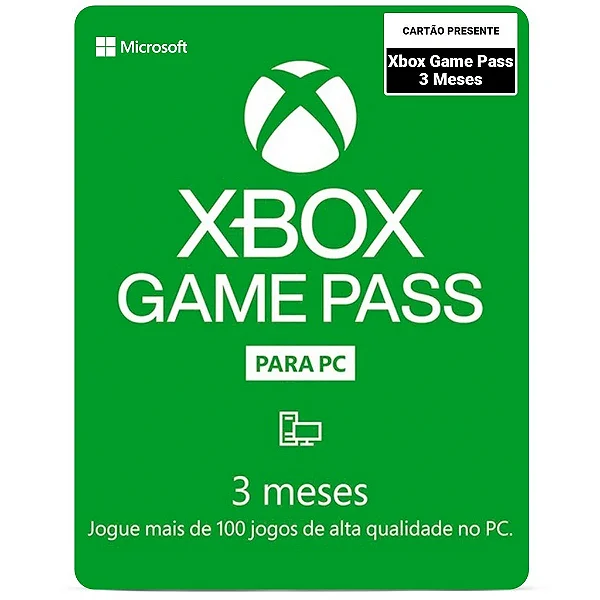 Microsoft
CARTÃO PRESENTE
Xbox Game Pass
3 Meses
XBOX
GAME PASS
PARA PC
3 meses
Jogue mais de 100 jogos de alta qualidade no PC.